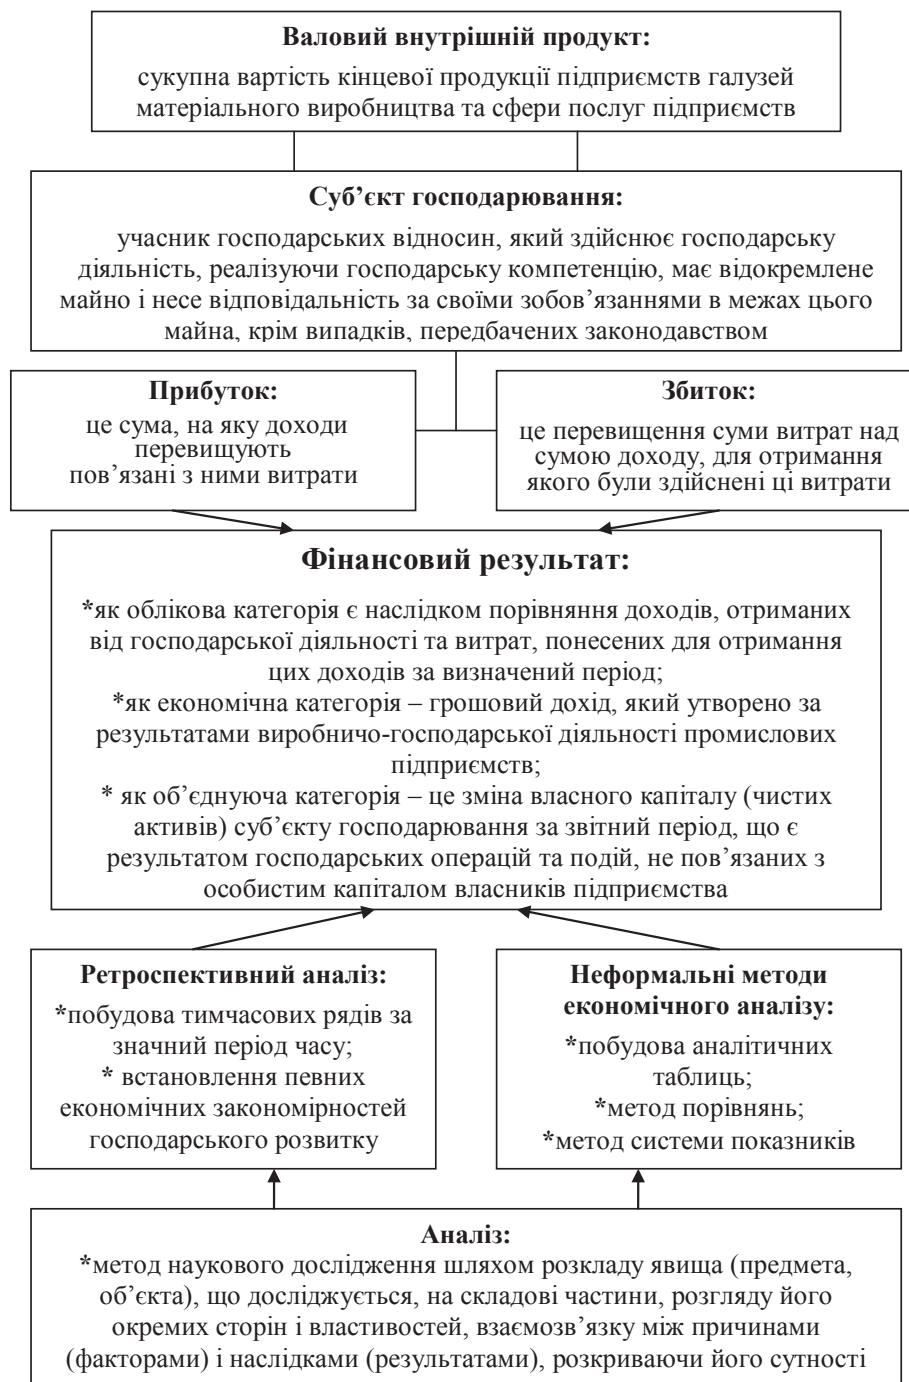 Валовий внутрішній продукт:
сукупна вартість кінцевої продукції підприємств галузей
матеріального виробництва та сфери послуг підприємств
Суб’єкт господарювання:
учасник господарських відносин, який здійснює господарську
діяльність, реалізуючи господарську компетенцію, має відокремлене
майно і несе відповідальність за своїми зобов’язаннями в межах цього
майна, крім випадків, передбачених законодавством
Прибуток:
це сума, на яку доходи
перевищують
пов’язані з ними витрати
Збиток:
це перевищення суми витрат над
сумою доходу, для отримання
якого були здійснені ці витрати
Фінансовий результат:
*як облікова категорія є наслідком порівняння доходів, отриманих
від господарської діяльності та витрат, понесених для отримання
цих доходів за визначений період;
*як економічна категорія – грошовий дохід, який утворено за
результатами виробничо-господарської діяльності промислових
підприємств;
* як об’єднуюча категорія – це зміна власного капіталу (чистих
активів) суб’єкту господарювання за звітний період, що є
результатом господарських операцій та подій, не пов’язаних з
особистим капіталом власників підприємства
Ретроспективний аналіз:
*побудова тимчасових рядів за
значний період часу;
* встановлення певних
економічних закономірностей
господарського розвитку
Неформальні методи
економічного аналізу:
*побудова аналітичних
таблиць;
*метод порівнянь;
*метод системи показників
Аналіз:
*метод наукового дослідження шляхом розкладу явища (предмета,
об’єкта), що досліджується, на складові частини, розгляду його
окремих сторін і властивостей, взаємозв’язку між причинами
(факторами) і наслідками (результатами), розкриваючи його сутності